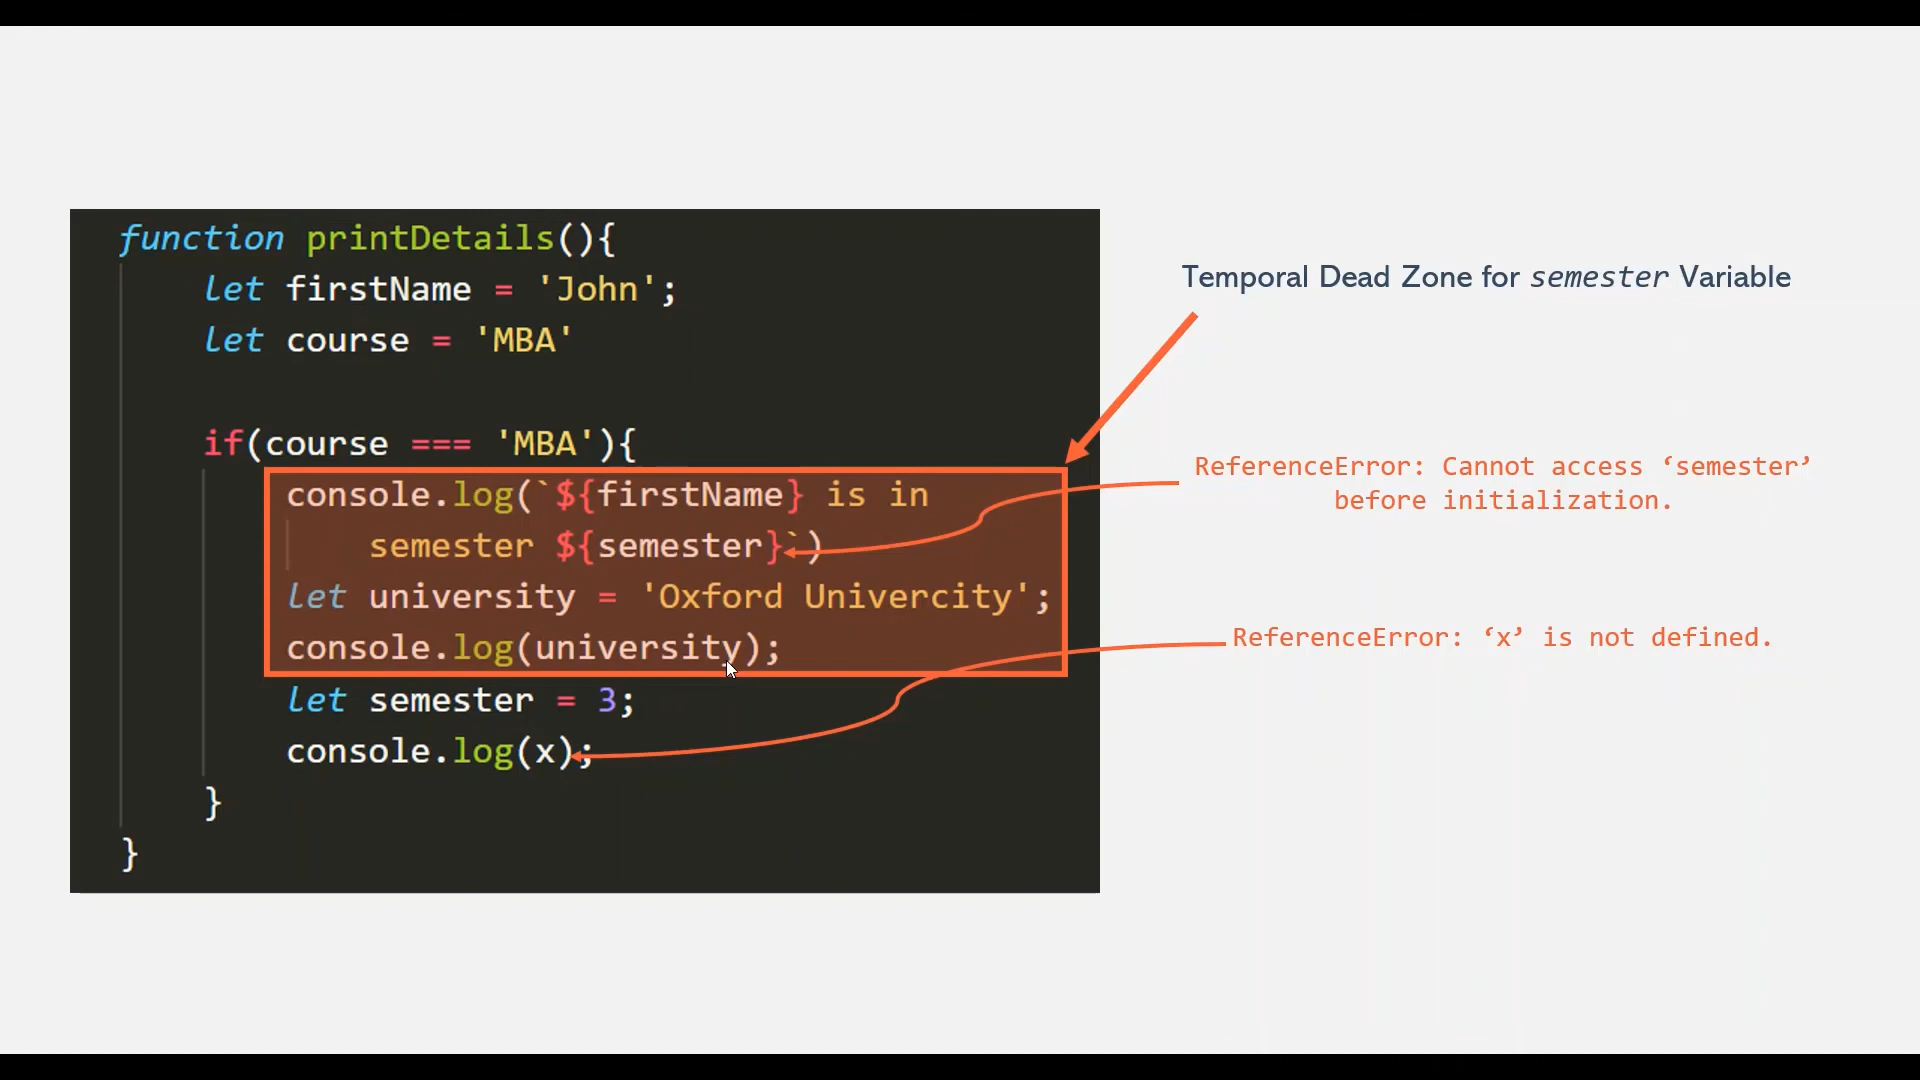 function printDetails(){
let firstName = 'John';
let course = 'MBA'
if(course === 'MBA'){
console.log(`${firstName} is in
semester ${semester}`)
let university = 'Oxford Univercity';
console.log(university);
let semester = 3;
console.log(x);
}
}
Temporal Dead Zone for semester Variable
ReferenceError: Cannot access ‘semester’
before initialization.
ReferenceError: ‘x’ is not defined.